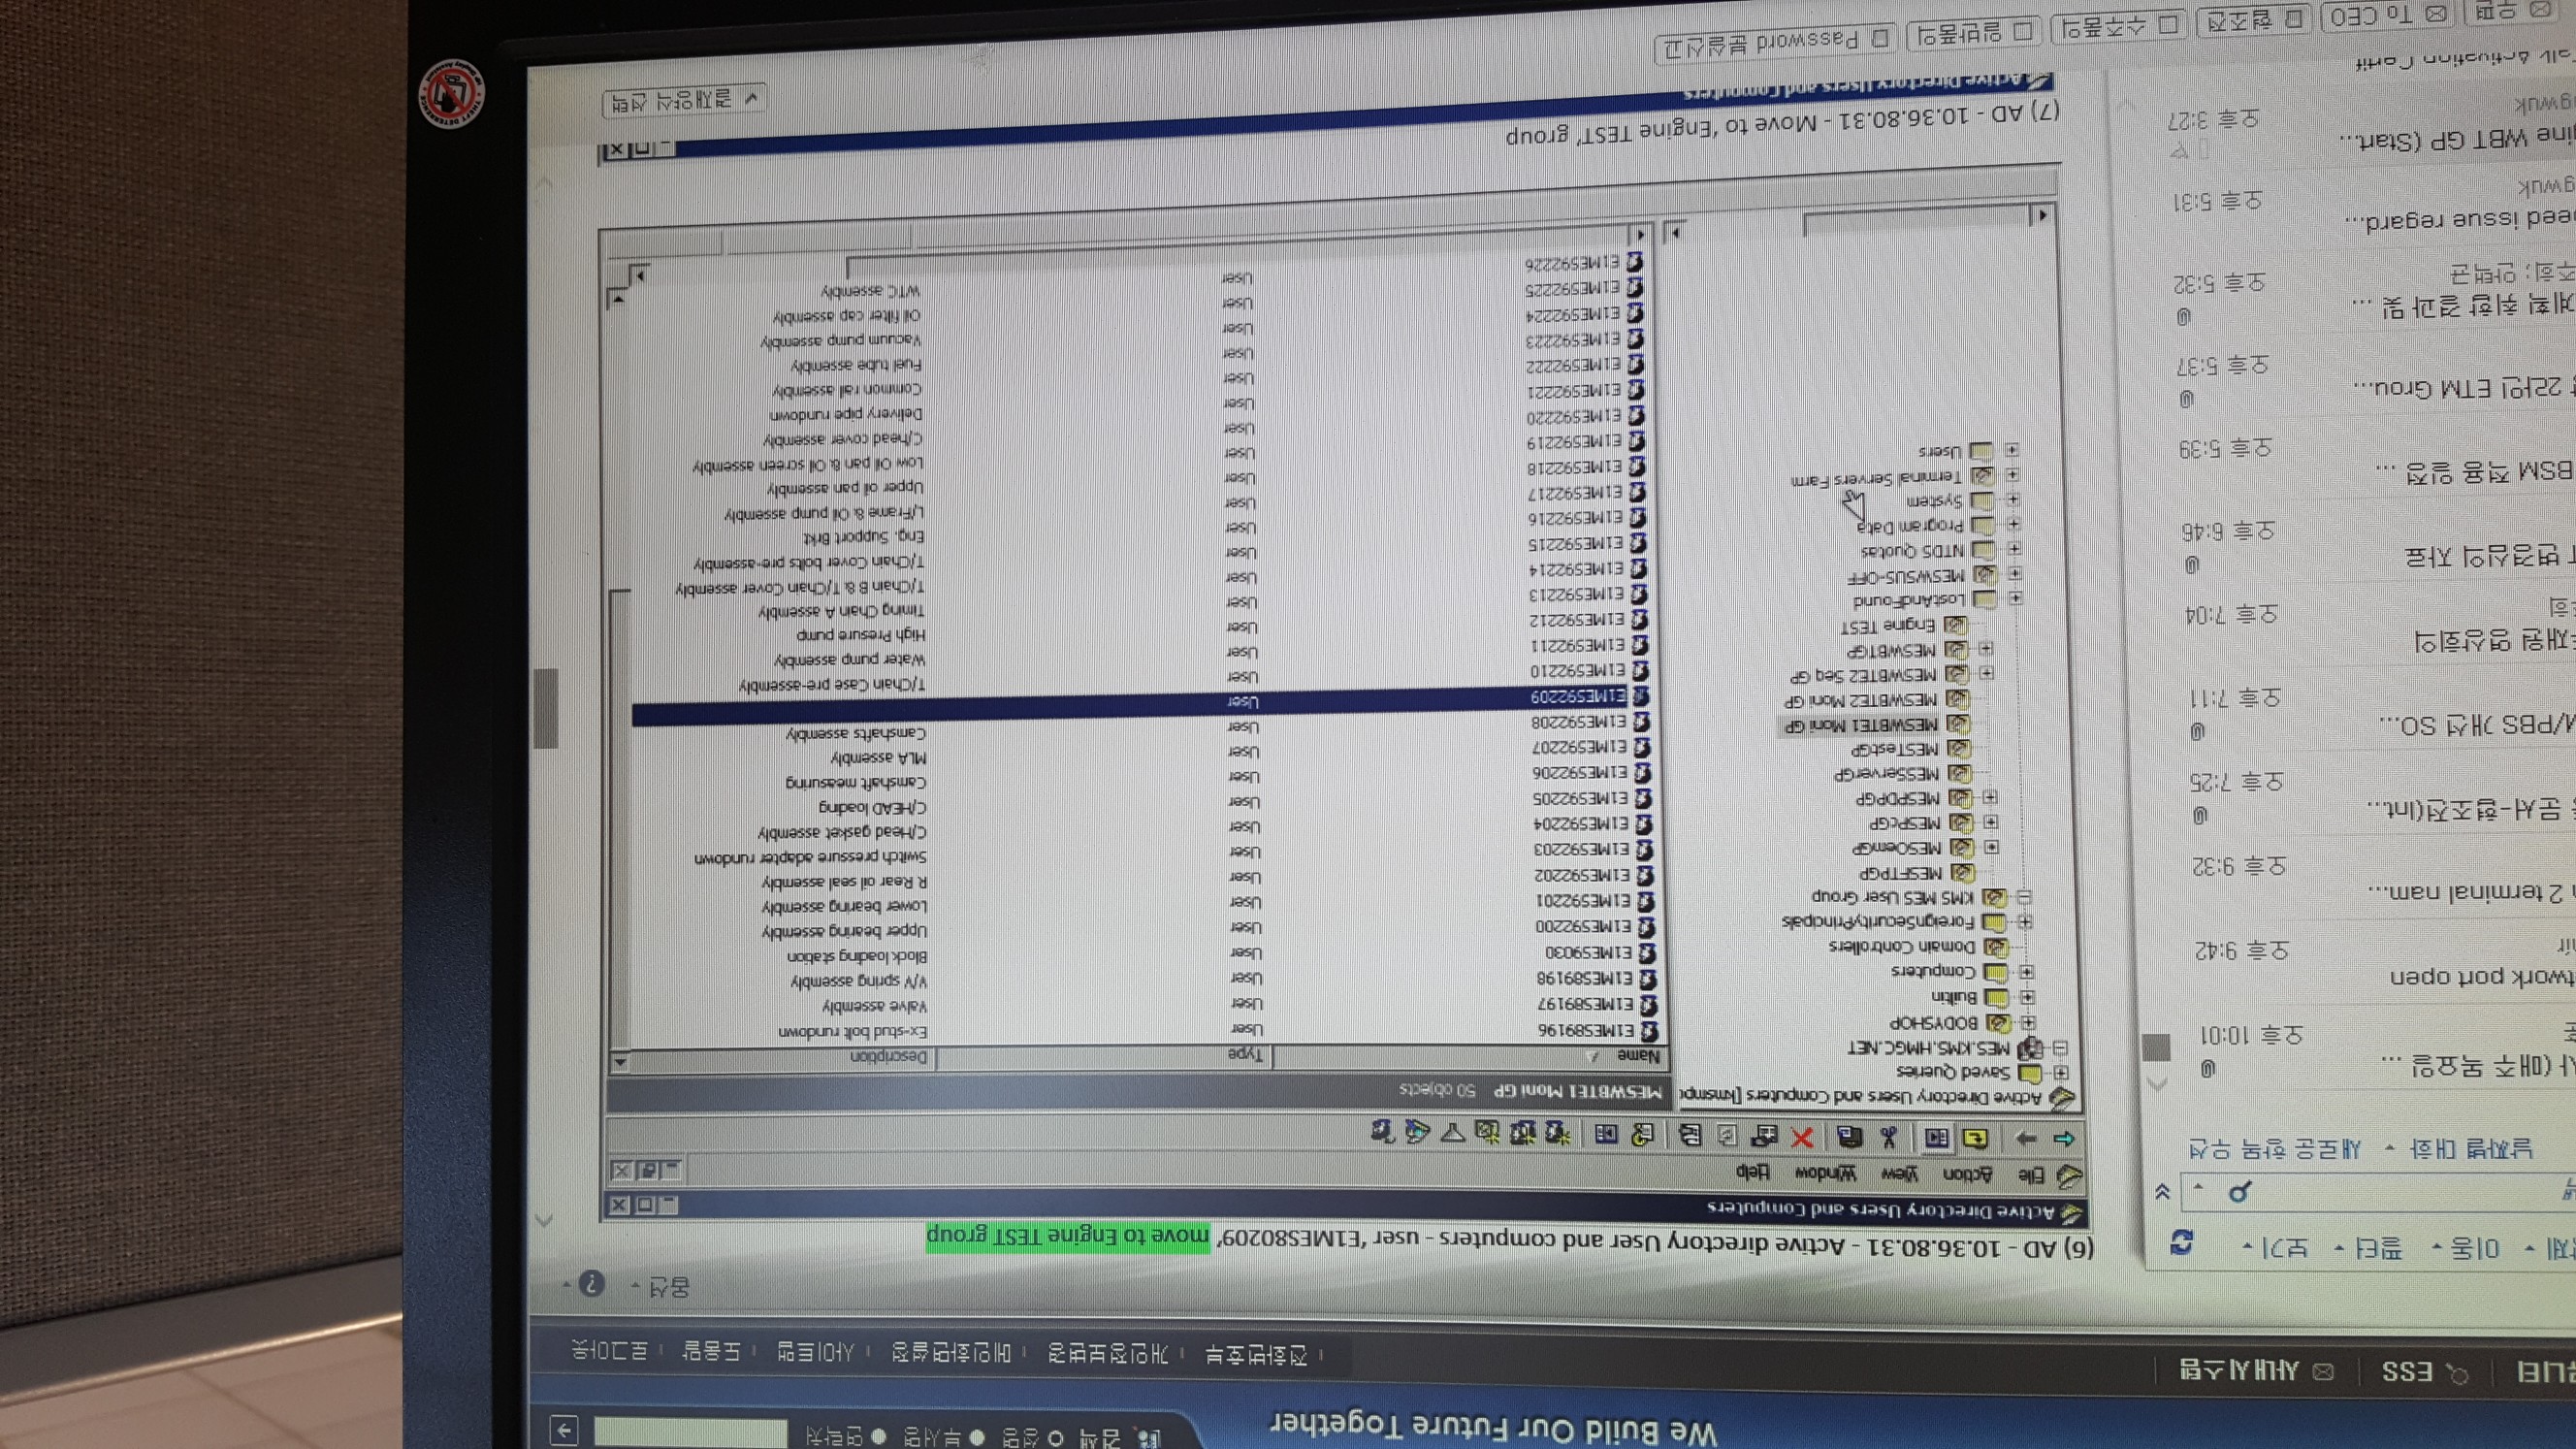 We Build Our Future Together
검색 성명 부서명 연락처
ESS 사내시스템
전화번호부 개인정보변경 메인화면설정 사이트맵 도움말 로그아웃
옵션
이동 필터 보기
날짜별 대화 새로운 항목 우선
(매주 목요일 ...
오후 10:01
port open
오후 9:42
2 terminal nam...
오후 9:32
문서-협조전(Int...
오후 7:25
M/PBS 개선 SO...
오후 7:11
영상회의
오후 7:04
변경심의 자료
오후 6:46
BSM 적용 일정 ...
오후 5:39
2라인 ETM Grou...
오후 5:37
계획 취합 결과 및 ...
주희; 안택균
오후 5:32
issue regard...
gwuk
오후 5:31
WBT GP (Start...
gwuk
오후 3:27
Activation Certif
(6) AD - 10.36.80.31 - Active directory User and computers - user ‘E1MES80209’ move to Engine TEST group
Active Directory Users and Computers
File Action View Window Help
Active Directory Users and Computers [kmsmpc
Saved Queries
MES.KMS.HMGC.NET
BODYSHOP
Builtin
Computers
Domain Controllers
ForeignSecurityPrincipals
KMS MES User Group
MESFTPGP
MESOemGP
MESPcGP
MESPDPGP
MESServerGP
MESTestGP
MESWBTE1 Moni GP
MESWBTE2 Moni GP
MESWBTE2 Seq GP
MESWBTGP
Engine TEST
LostAndFound
MESWSUS-OFF
NTDS Quotas
Program Data
System
Terminal Servers Farm
Users
MESWBTE1 Moni GP 50 objects
Name Type Description
E1MES89196 User Ex-stud bolt rundown
E1MES89197 User Valve assembly
E1MES89198 User V/V spring assembly
E1MES9030 User Block loading station
E1MES92200 User Upper bearing assembly
E1MES92201 User Lower bearing assembly
E1MES92202 User R Rear oil seal assembly
E1MES92203 User Switch pressure adapter rundown
E1MES92204 User C/Head gasket assembly
E1MES92205 User C/HEAD loading
E1MES92206 User Camshaft measuring
E1MES92207 User MLA assembly
E1MES92208 User Camshafts assembly
E1MES92209 User
E1MES92210 User T/Chain Case pre-assembly
E1MES92211 User Water pump assembly
E1MES92212 User High Presure pump
E1MES92213 User Timing Chain A assembly
E1MES92214 User T/Chain B & T/Chain Cover assembly
E1MES92215 User T/Chain Cover bolts pre-assembly
E1MES92216 User Eng. Support Brkt
E1MES92217 User L/Frame & Oil pump assembly
E1MES92218 User Upper oil pan assembly
E1MES92219 User Low Oil pan & Oil screen assembly
E1MES92220 User C/head cover assembly
E1MES92221 User Delivery pipe rundown
E1MES92222 User Common rail assembly
E1MES92223 User Fuel tube assembly
E1MES92224 User Vacuum pump assembly
E1MES92225 User Oil filter cap assembly
E1MES92226 User WTC assembly
(7) AD - 10.36.80.31 - Move to ‘Engine TEST’ group
Active Directory Users and Computers
결재양식 선택
우편 To CEO 협조전 수주품의 일반품의 Password 분실신고